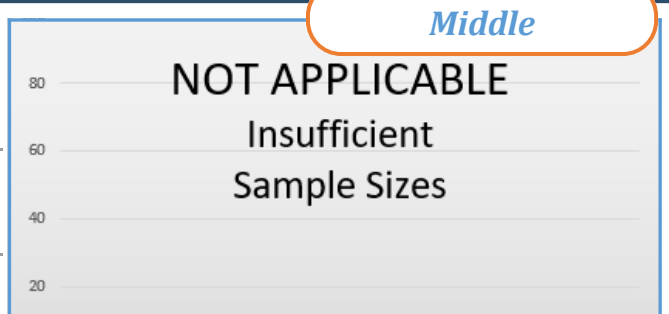 Middle
80
NOT APPLICABLE
60
Insufficient
Sample Sizes
40
20